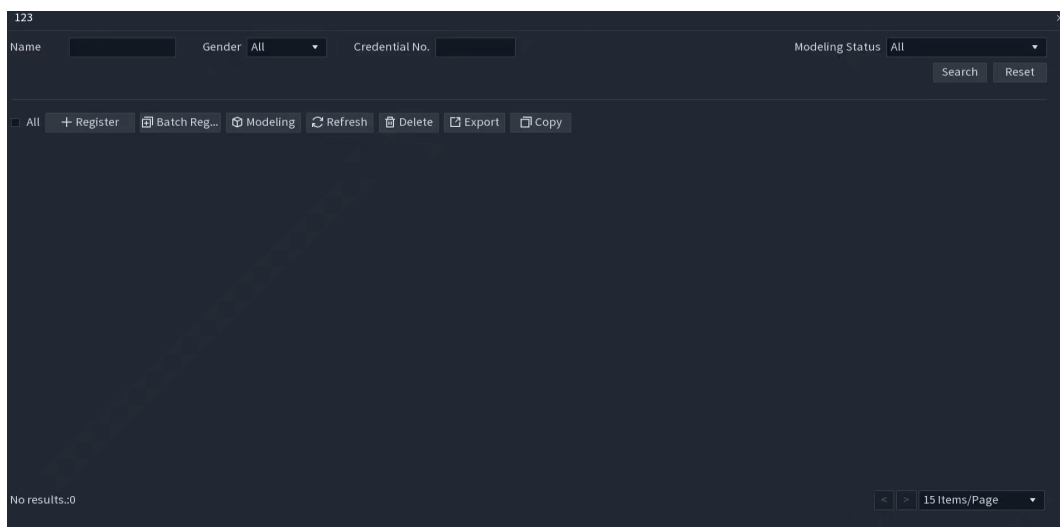 123
Name Gender All Credential No. Modeling Status All
Search Reset
All + Register Batch Reg... Modeling Refresh Delete Export Copy
No results.:0 < > 15 Items/Page